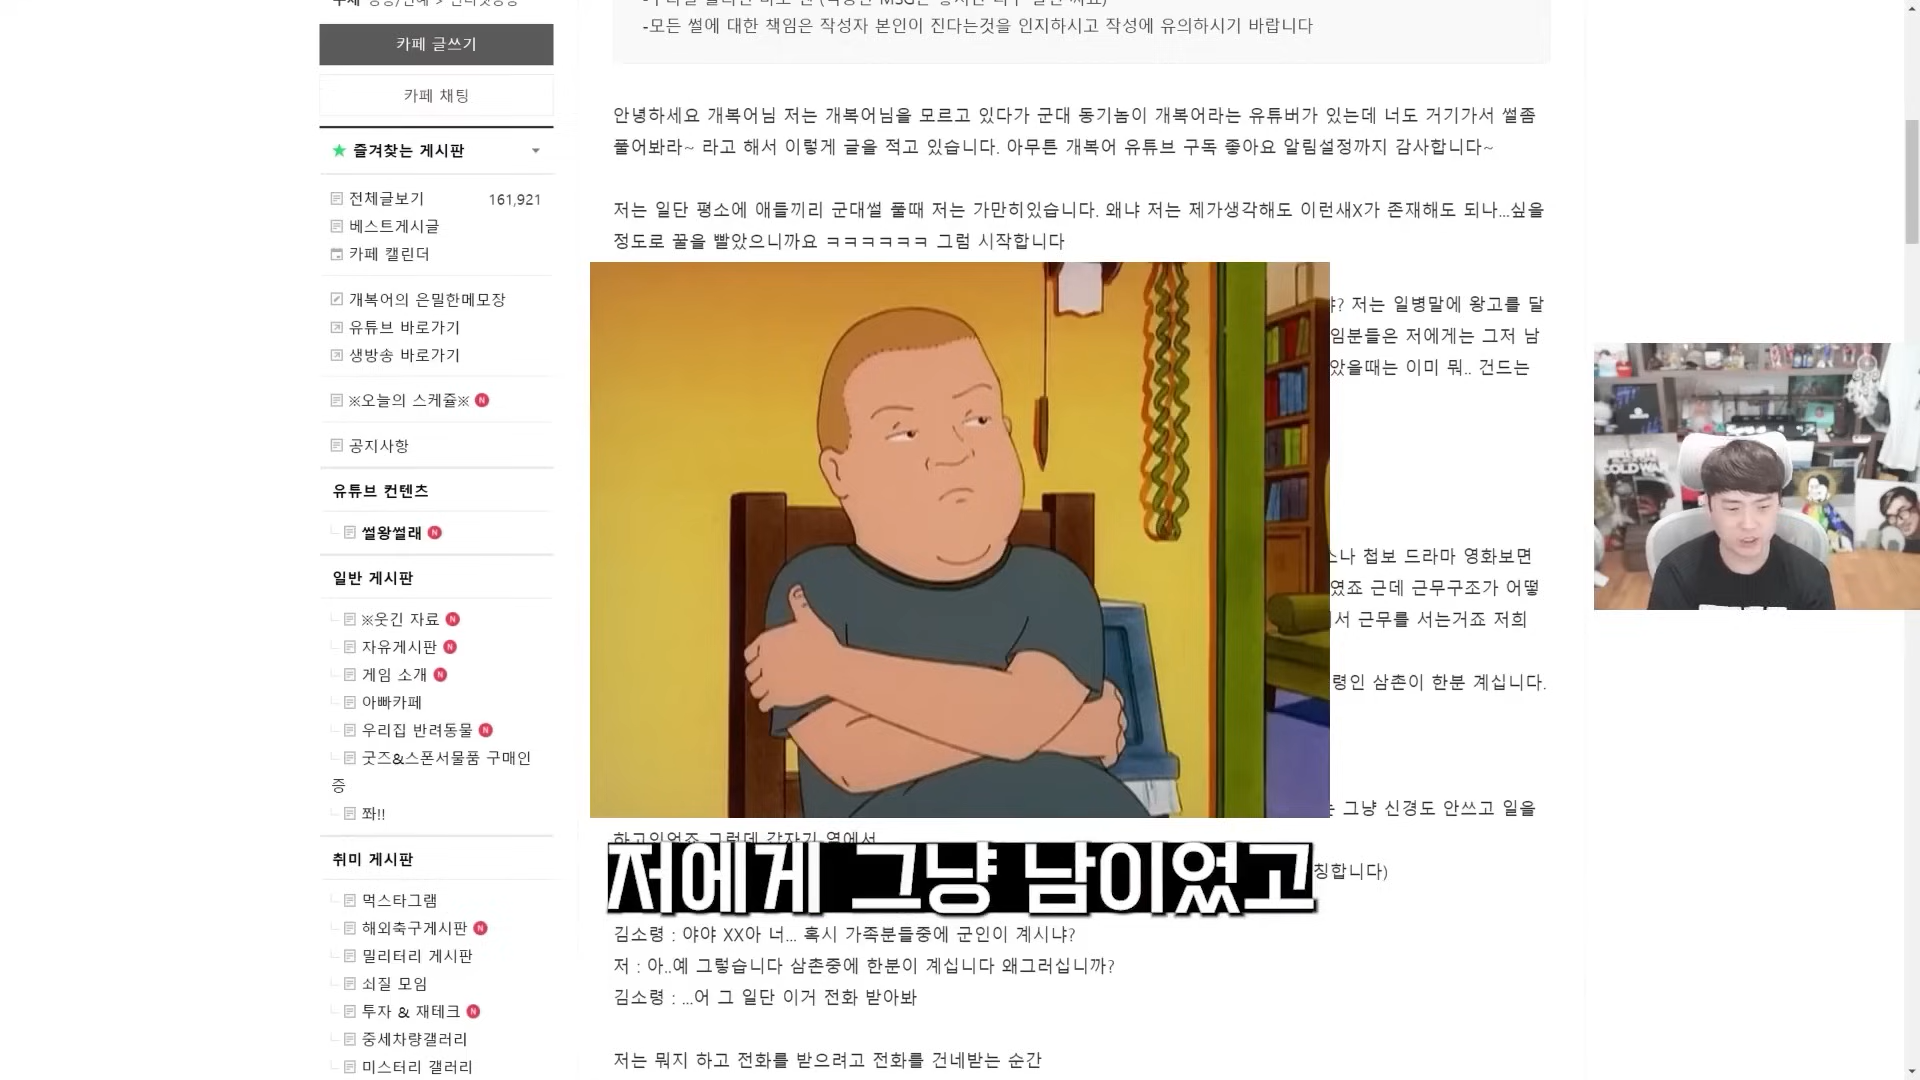 카페 글쓰기
카페 채팅
즐겨찾는 게시판
전체글보기 161,921
베스트게시글
카페 캘린더
개복어의 은밀한메모장
유튜브 바로가기
생방송 바로가기
※오늘의 스케쥴※ N
공지사항
유튜브 컨텐츠
썰왕썰래 N
일반 게시판
※웃긴 자료 N
자유게시판 N
게임 소개 N
아빠카페
우리집 반려동물 N
굿즈&스폰서물품 구매인
증
쫘!!
취미 게시판
먹스타그램
해외축구게시판 N
밀리터리 게시판
쇠질 모임
투자 & 재테크 N
중세차량갤러리
미스터리 갤러리
-모든 썰에 대한 책임은 작성자 본인이 진다는것을 인지하시고 작성에 유의하시기 바랍니다
안녕하세요 개복어님 저는 개복어님을 모르고 있다가 군대 동기놈이 개복어라는 유튜버가 있는데 너도 거기가서 썰좀
풀어봐라~ 라고 해서 이렇게 글을 적고 있습니다. 아무튼 개복어 유튜브 구독 좋아요 알림설정까지 감사합니다~
저는 일단 평소에 애들끼리 군대썰 풀때 저는 가만히있습니다. 왜냐 저는 제가생각해도 이런새X가 존재해도 되나...싶을
정도로 꿀을 빨았으니까요 ㅋㅋㅋㅋㅋㅋ 그럼 시작합니다
? 저는 일병말에 왕고를 달
임분들은 저에게는 그저 남
았을때는 이미 뭐.. 건드는
나 첩보 드라마 영화보면
였죠 근데 근무구조가 어떻
서 근무를 서는거죠 저희
령인 삼촌이 한분 계십니다.
그냥 신경도 안쓰고 일을
하고있었죠 그런데 갑자기 옆에서
칭합니다)
저에게 그냥 남이었고
김소령 : 야야 XX아 너... 혹시 가족분들중에 군인이 계시냐?
저 : 아..예 그렇습니다 삼촌중에 한분이 계십니다 왜그러십니까?
김소령 : ...어 그 일단 이거 전화 받아봐
저는 뭐지 하고 전화를 받으려고 전화를 건네받는 순간
COLD WAR